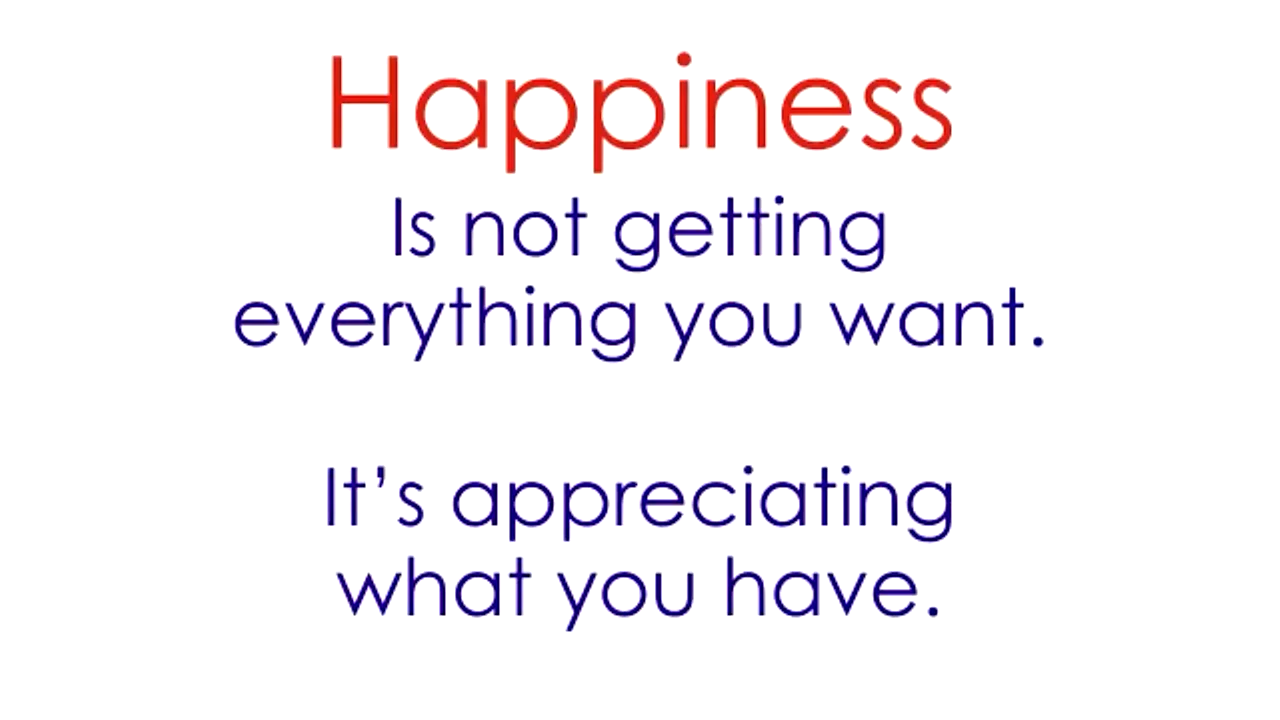 Happiness
Is not getting
everything you want.
It’s appreciating
what you have.